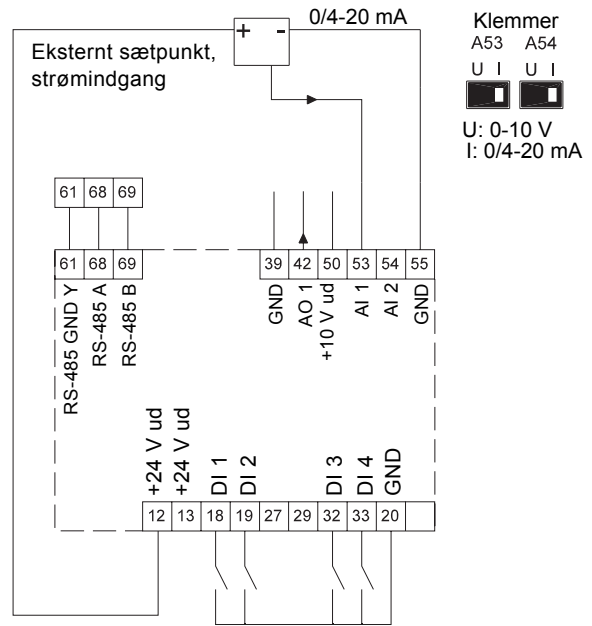 0/4-20 mA
+ -
Eksternt sætpunkt,
strømindgang
Klemmer
A53 A54
U I U I
U: 0-10 V
I: 0/4-20 mA
61 68 69
61 68 69
RS-485 GND Y
RS-485 A
RS-485 B
39 42 50 53 54 55
GND
AO 1
+10 V ud
AI 1
AI 2
GND
+24 V ud
+24 V ud
DI 1
DI 2
DI 3
DI 4
GND
12 13 18 19 27 29 32 33 20